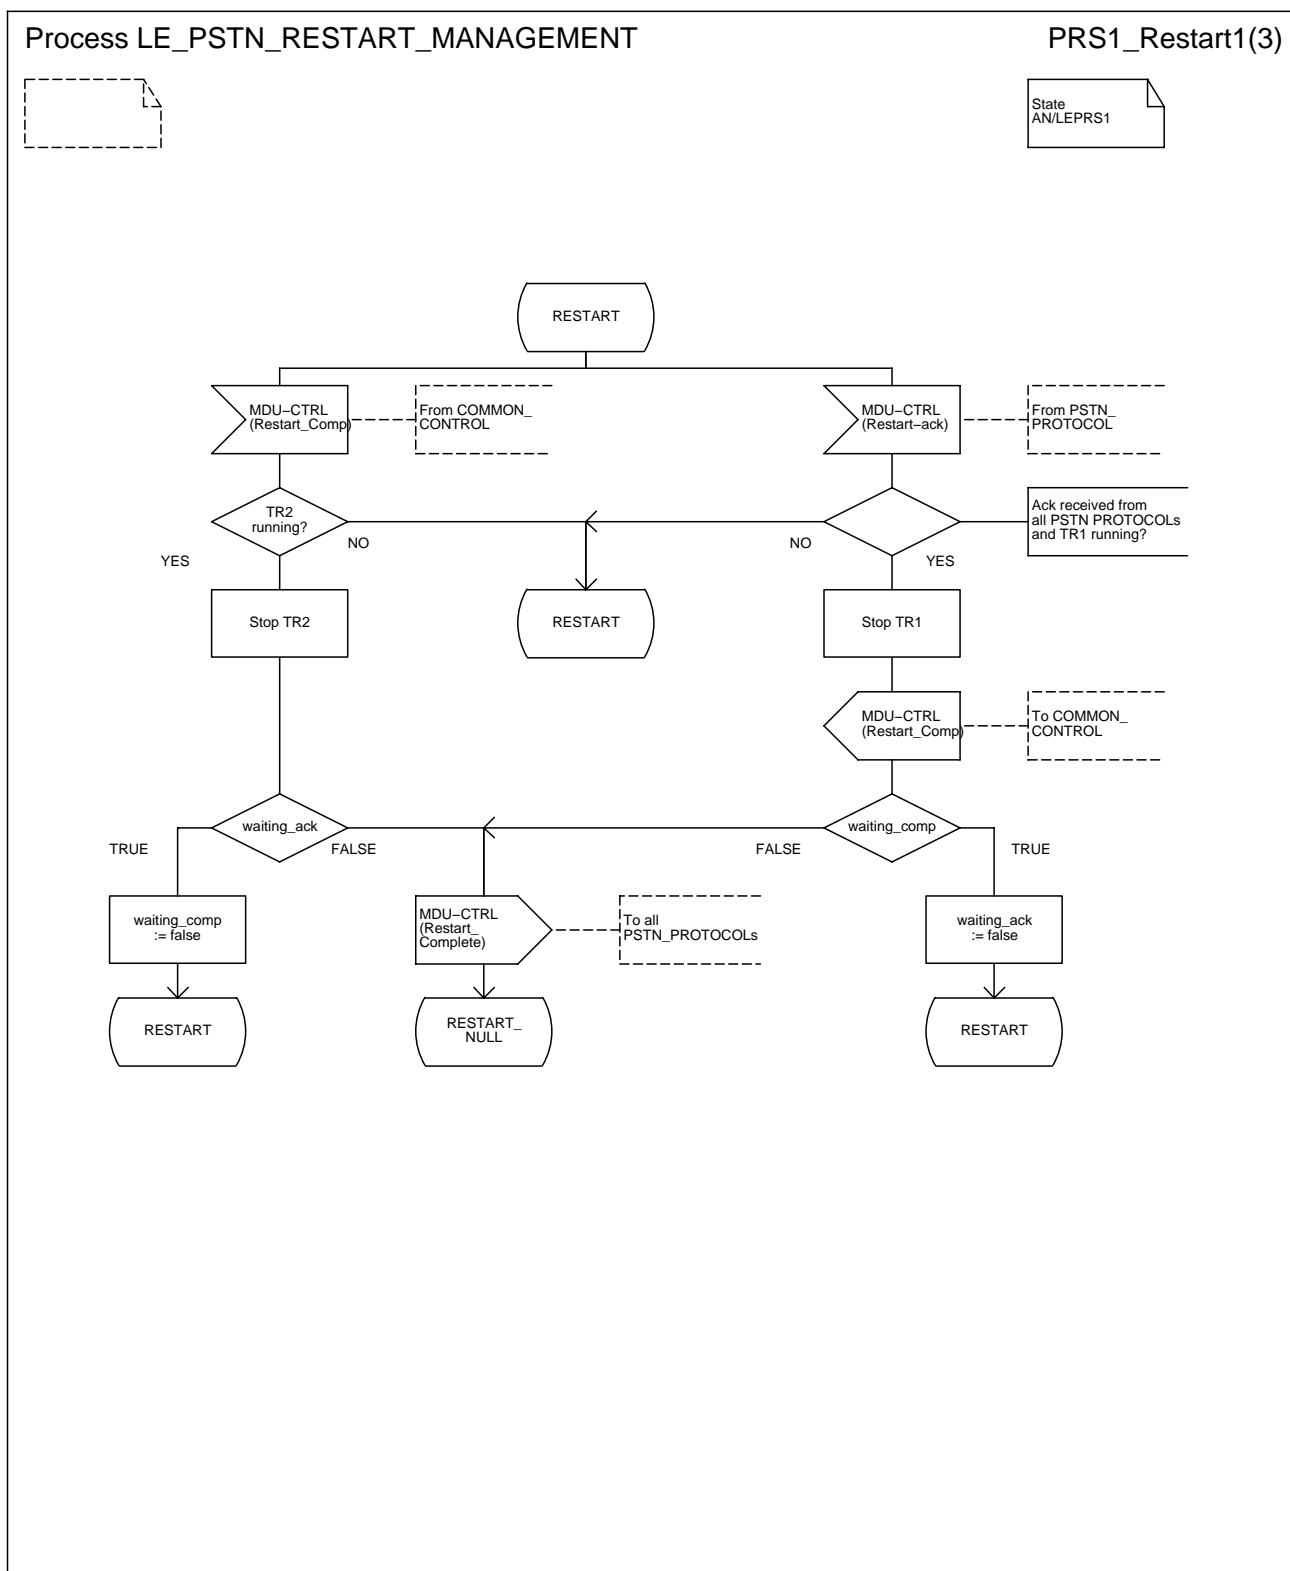 Process LE_PSTN_RESTART_MANAGEMENT
PRS1_Restart1(3)
State
AN/LEPRS1
RESTART
MDU−CTRL
(Restart_Comp)
From COMMON_
CONTROL
MDU−CTRL
(Restart−ack)
From PSTN_
PROTOCOL
TR2
running?
NO
YES
Ack received from
all PSTN PROTOCOLs
and TR1 running?
NO
YES
Stop TR2
RESTART
Stop TR1
MDU−CTRL
(Restart_Comp)
To COMMON_
CONTROL
waiting_ack
TRUE
FALSE
waiting_comp
FALSE
TRUE
waiting_comp
:= false
MDU−CTRL
(Restart_
Complete)
To all
PSTN_PROTOCOLs
waiting_ack
:= false
RESTART
RESTART_
NULL
RESTART